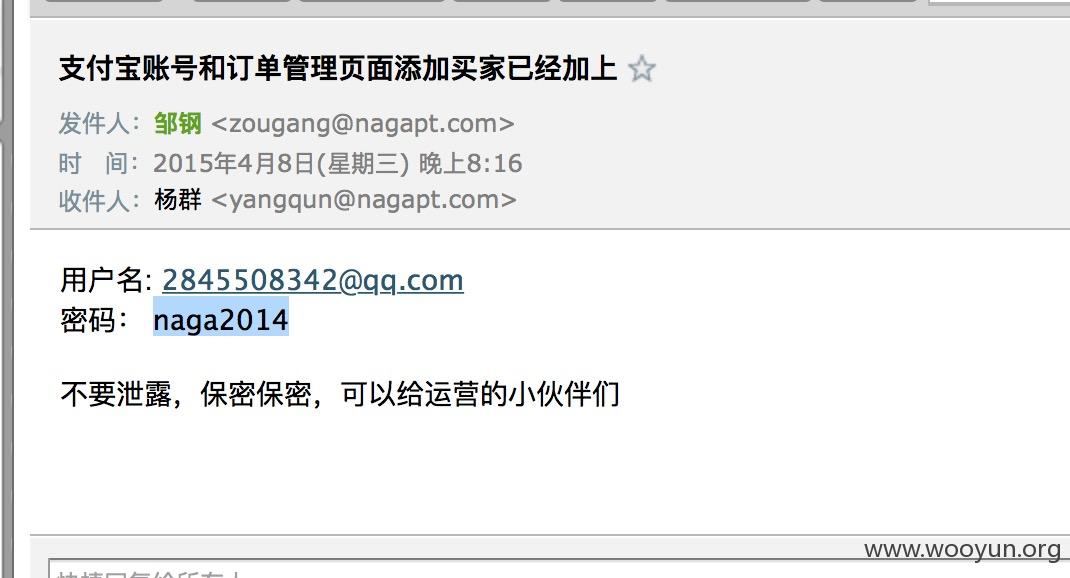 支付宝账号和订单管理页面添加买家已经加上
发件人：邹钢 <zougang@nagapt.com>
时 间：2015年4月8日(星期三) 晚上8:16
收件人：杨群 <yangqun@nagapt.com>
用户名: 2845508342@qq.com
密码： naga2014
不要泄露，保密保密，可以给运营的小伙伴们
www.wooyun.org